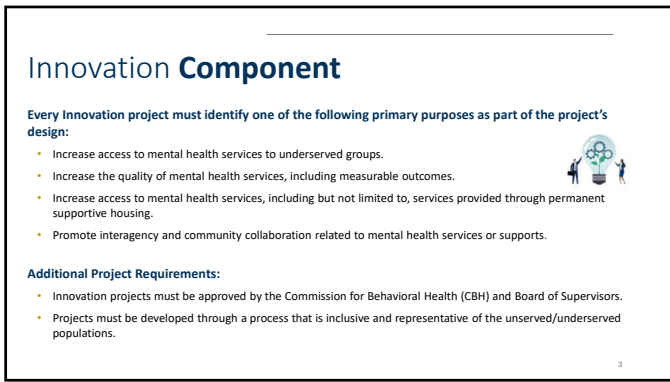 Innovation Component
Every Innovation project must identify one of the following primary purposes as part of the project's
design:
• Increase access to mental health services to underserved groups.
• Increase the quality of mental health services, including measurable outcomes.
• Increase access to mental health services, including but not limited to, services provided through permanent
supportive housing.
• Promote interagency and community collaboration related to mental health services or supports.
Additional Project Requirements:
• Innovation projects must be approved by the Commission for Behavioral Health (CBH) and Board of Supervisors.
• Projects must be developed through a process that is inclusive and representative of the unserved/underserved
populations.
3